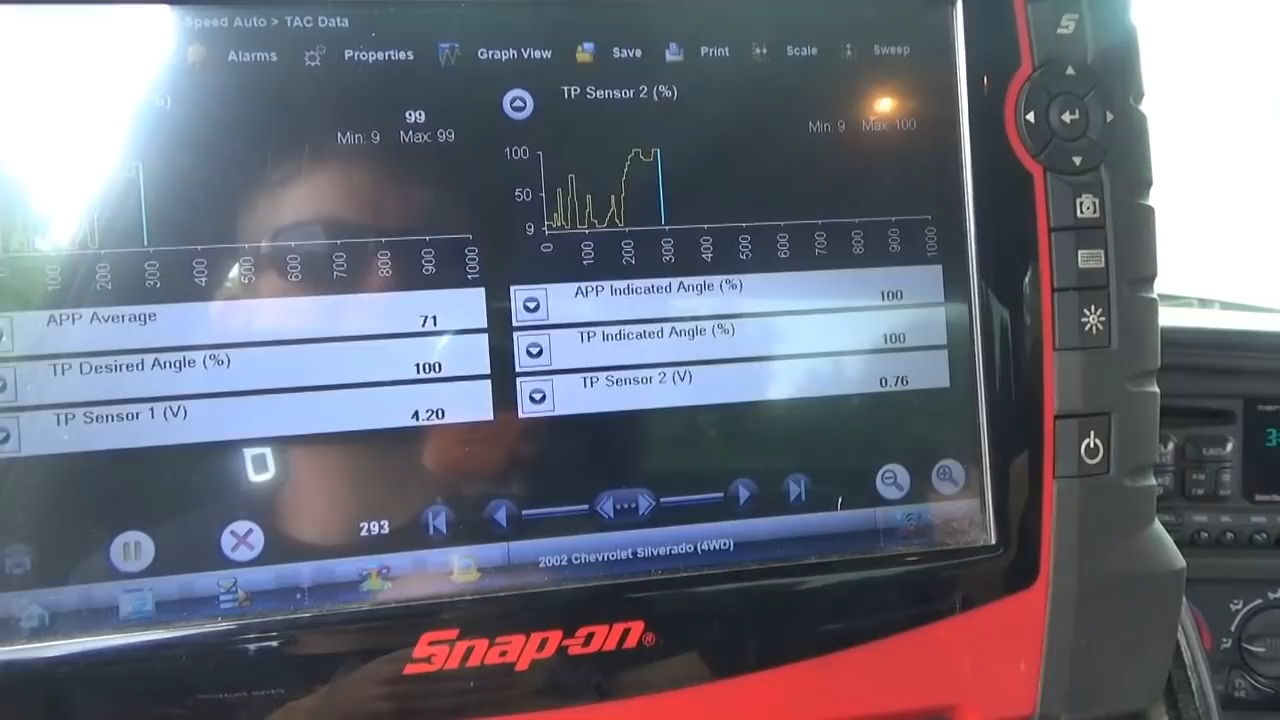 Speed Auto > TAC Data
Alarms Properties Graph View Save Print Scale Sweep
%)
99
Min: 9 Max: 99
TP Sensor 2 (%)
Min: 9 Max: 100
100
50
9
0 100 200 300 400 500 600 700 800 900 1000
100 200 300 400 500 600 700 800 900 1000
APP Average 71
TP Desired Angle (%) 100
TP Sensor 1 (V) 4.20
APP Indicated Angle (%) 100
TP Indicated Angle (%) 100
TP Sensor 2 (V) 0.76
293
2002 Chevrolet Silverado (4WD)
Snap-on®
S